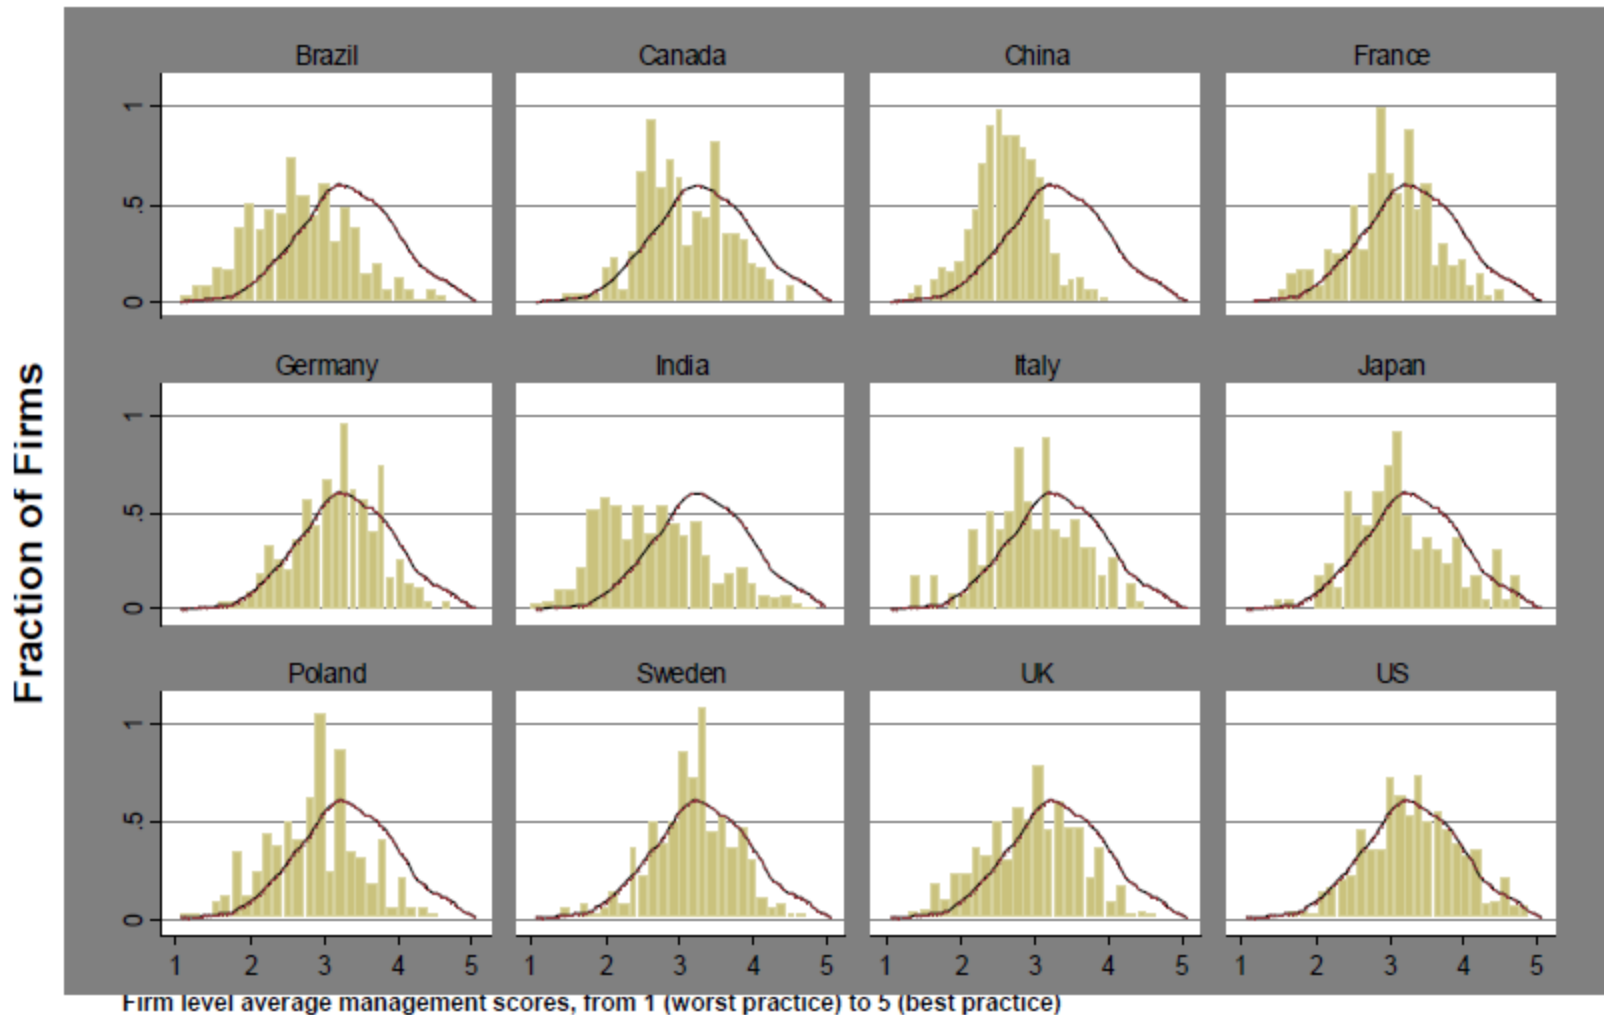 Brazil Canada China France
1
.5
0
Germany India Italy Japan
1
.5
0
Poland Sweden UK US
1
.5
0
1 2 3 4 5 1 2 3 4 5 1 2 3 4 5 1 2 3 4 5
Fraction of Firms
Firm level average management scores, from 1 (worst practice) to 5 (best practice)